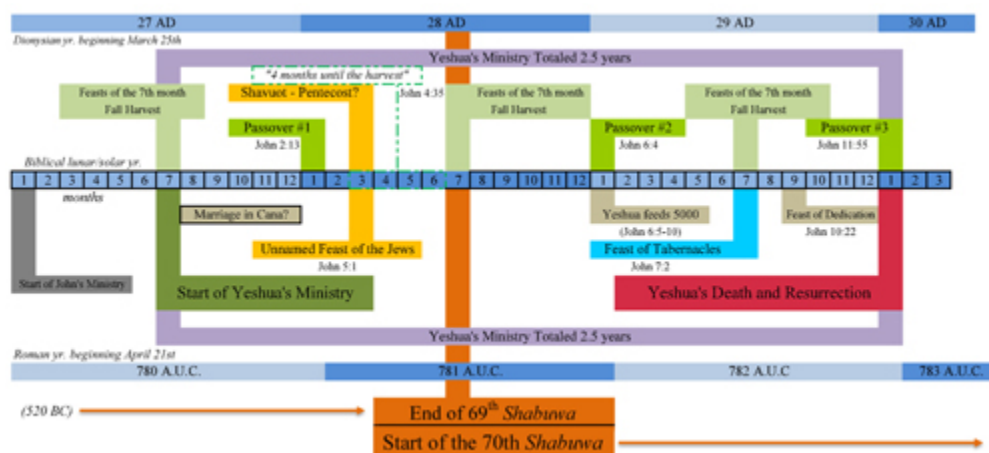 27 AD 28 AD 29 AD 30 AD
Dionysian yr. beginning March 25th
Yeshua's Ministry Totaled 2.5 years
"4 months until the harvest"
Feasts of the 7th month
Fall Harvest
Shavuot - Pentecost?
John 4:35
Feasts of the 7th month
Fall Harvest
Feasts of the 7th month
Fall Harvest
Passover #1
John 2:13
Passover #2
John 6:4
Passover #3
John 11:55
Biblical lunar/solar yr.
1 2 3 4 5 6 7 8 9 10 11 12 1 2 3 4 5 6 7 8 9 10 11 12 1 2 3 4 5 6 7 8 9 10 11 12 1 2 3
months
Marriage in Cana?
Yeshua feeds 5000
(John 6:5-10)
Feast of Dedication
John 10:22
Unnamed Feast of the Jews
John 5:1
Feast of Tabernacles
John 7:2
Start of John's Ministry
Start of Yeshua's Ministry
Yeshua's Death and Resurrection
Yeshua's Ministry Totaled 2.5 years
Roman yr. beginning April 21st
780 A.U.C. 781 A.U.C. 782 A.U.C. 783 A.U.C.
(520 BC)
End of 69th Shabuwa
Start of the 70th Shabuwa